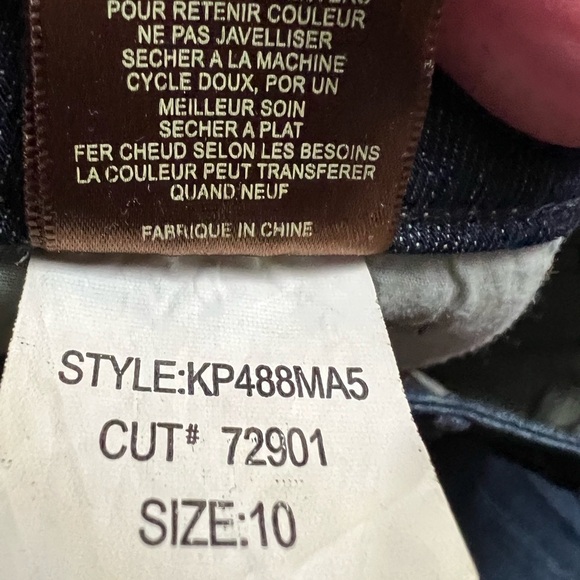 POUR RETENIR COULEUR
NE PAS JAVELLISER
SECHER A LA MACHINE
CYCLE DOUX, POR UN
MEILLEUR SOIN
SECHER A PLAT
FER CHEUD SELON LES BESOINS
LA COULEUR PEUT TRANSFERER
QUAND NEUF
FABRIQUE IN CHINE
STYLE:KP488MA5
CUT# 72901
SIZE:10